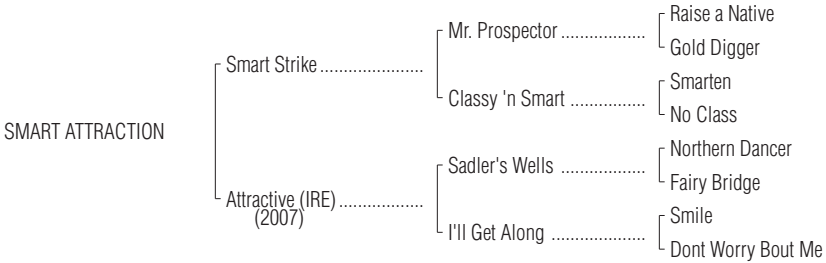 Raise a Native
Mr. Prospector ..................
Gold Digger
Smart Strike ......................
Smarten
Classy 'n Smart ................
No Class
SMART ATTRACTION
Northern Dancer
Sadler's Wells ..................
Fairy Bridge
Attractive (IRE) ..................
(2007)
Smile
I'll Get Along ....................
Dont Worry Bout Me